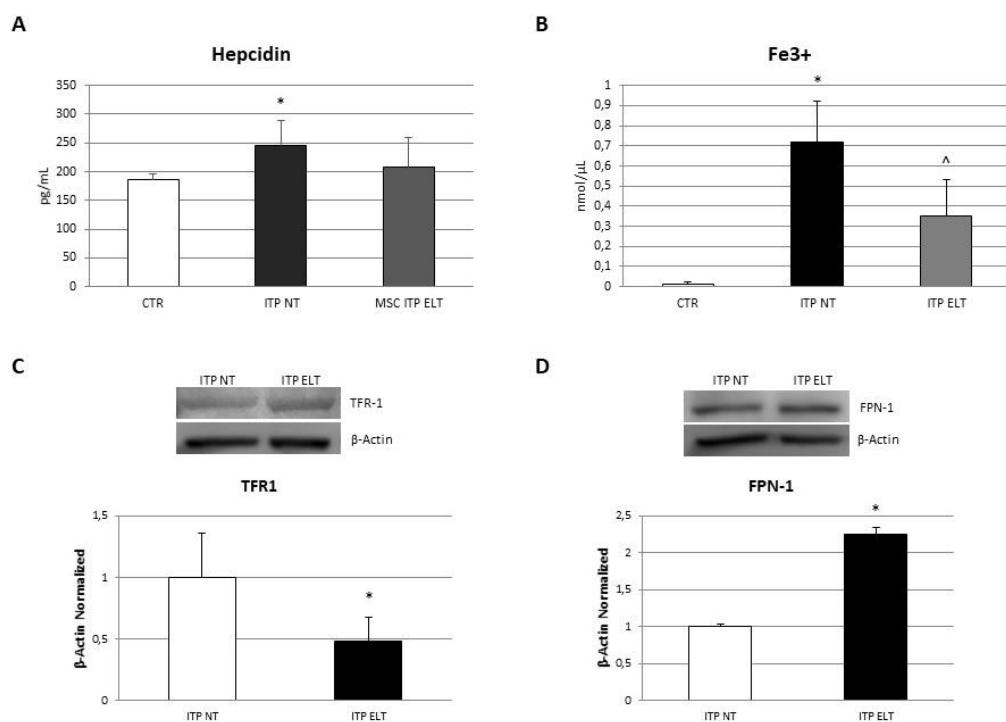 A
Hepcidin
350
300
250
200
150
100
50
0
pg/mL
*
CTR
ITP NT
MSC ITP ELT
B
Fe3+
1
0,9
0,8
0,7
0,6
0,5
0,4
0,3
0,2
0,1
0
nmol/µL
*
^
CTR
ITP NT
ITP ELT
C
ITP NT ITP ELT
TFR-1
β-Actin
TFR1
1,5
1
0,5
0
β-Actin Normalized
*
ITP NT
ITP ELT
D
ITP NT ITP ELT
FPN-1
β-Actin
FPN-1
2,5
2
1,5
1
0,5
0
β-Actin Normalized
*
ITP NT
ITP ELT